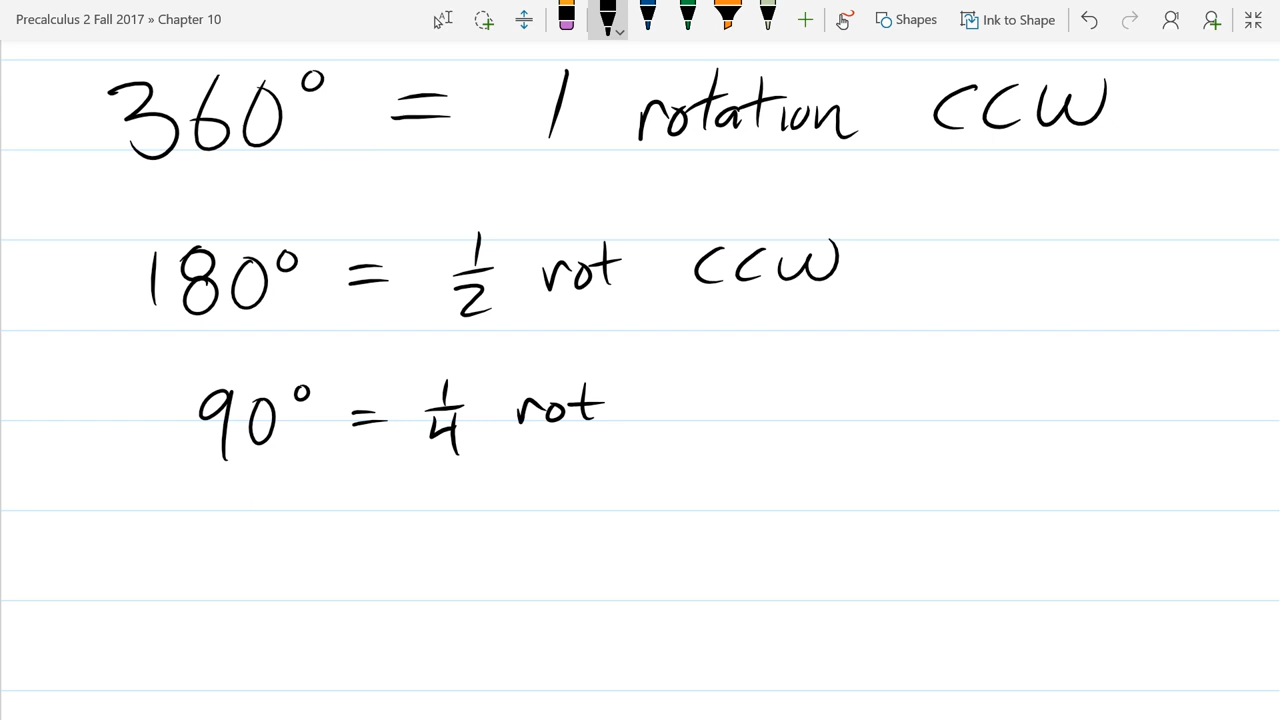 Precalculus 2 Fall 2017 » Chapter 10
Shapes
Ink to Shape
360° = 1 rotation CCW
180° = 1/2 rot CCW
90° = 1/4 rot